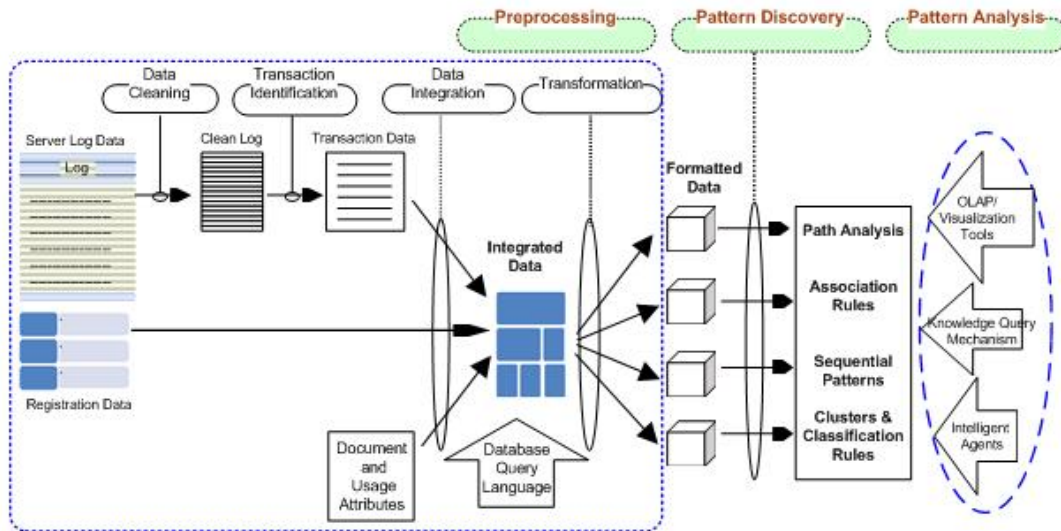 Preprocessing
Pattern Discovery
Pattern Analysis
Data
Cleaning
Transaction
Identification
Data
Integration
Transformation
Server Log Data
Log
Clean Log
Transaction Data
Integrated
Data
Formatted
Data
Path Analysis
Association
Rules
Sequential
Patterns
Clusters &
Classification
Rules
OLAP/
Visualization
Tools
Knowledge Query
Mechanism
Intelligent
Agents
Registration Data
Document
and
Usage
Attributes
Database
Query
Language